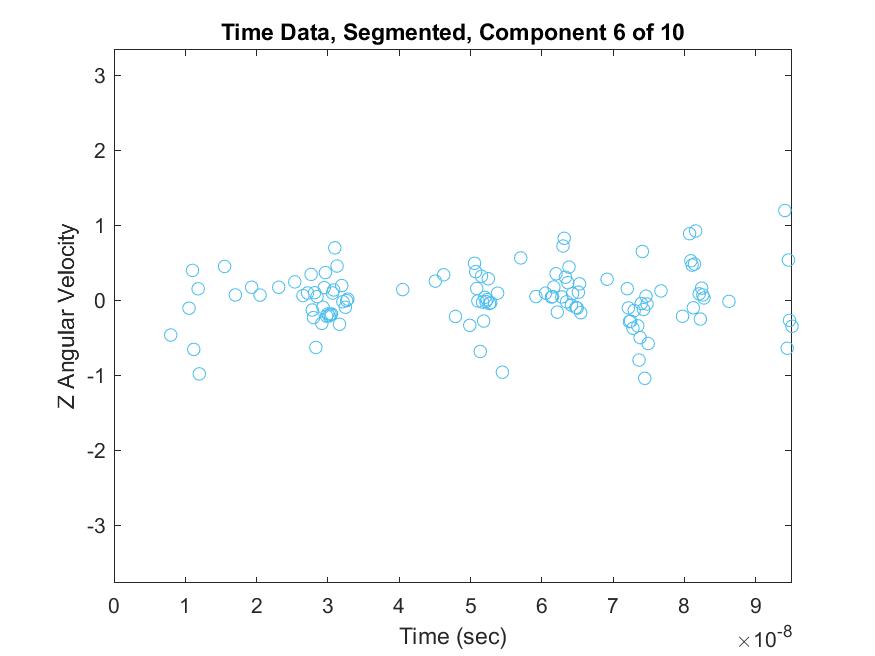 Time Data, Segmented, Component 6 of 10
Z Angular Velocity
3
2
1
0
-1
-2
-3
0 1 2 3 4 5 6 7 8 9
Time (sec)
×10-8